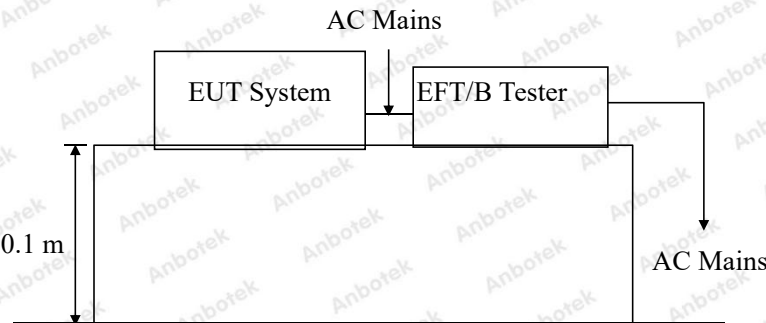 AC Mains
EUT System
EFT/B Tester
0.1 m
AC Mains